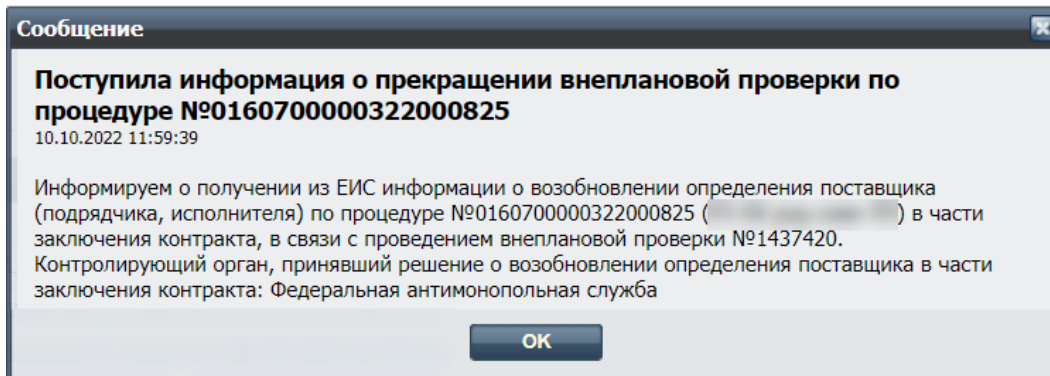 Сообщение
Поступила информация о прекращении внеплановой проверки по
процедуре №0160700000322000825
10.10.2022 11:59:39
Информируем о получении из ЕИС информации о возобновлении определения поставщика
(подрядчика, исполнителя) по процедуре №0160700000322000825 ( ) в части
заключения контракта, в связи с проведением внеплановой проверки №1437420.
Контролирующий орган, принявший решение о возобновлении определения поставщика в части
заключения контракта: Федеральная антимонопольная служба
OK